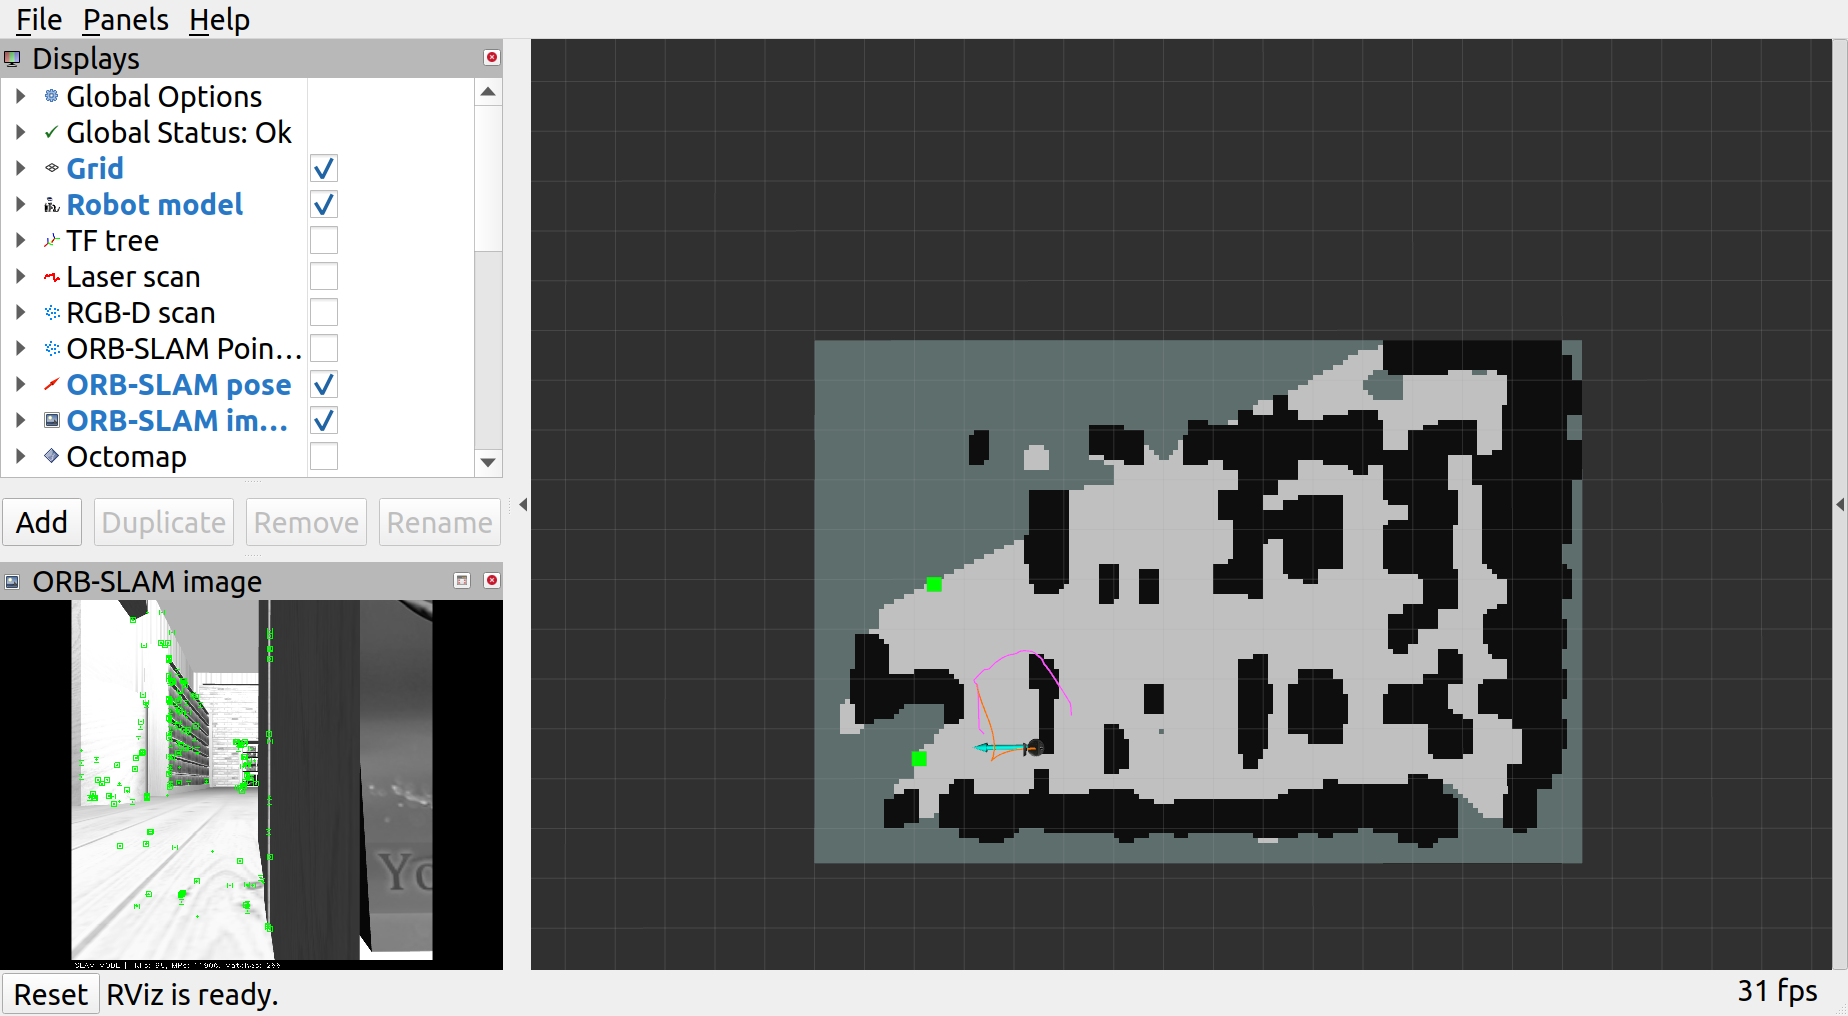 File Panels Help
Displays
Global Options
Global Status: Ok
Grid
Robot model
TF tree
Laser scan
RGB-D scan
ORB-SLAM Poin...
ORB-SLAM pose
ORB-SLAM im...
Octomap
Add Duplicate Remove Rename
ORB-SLAM image
Yo
SLAM MODE |
Reset RViz is ready.
31 fps